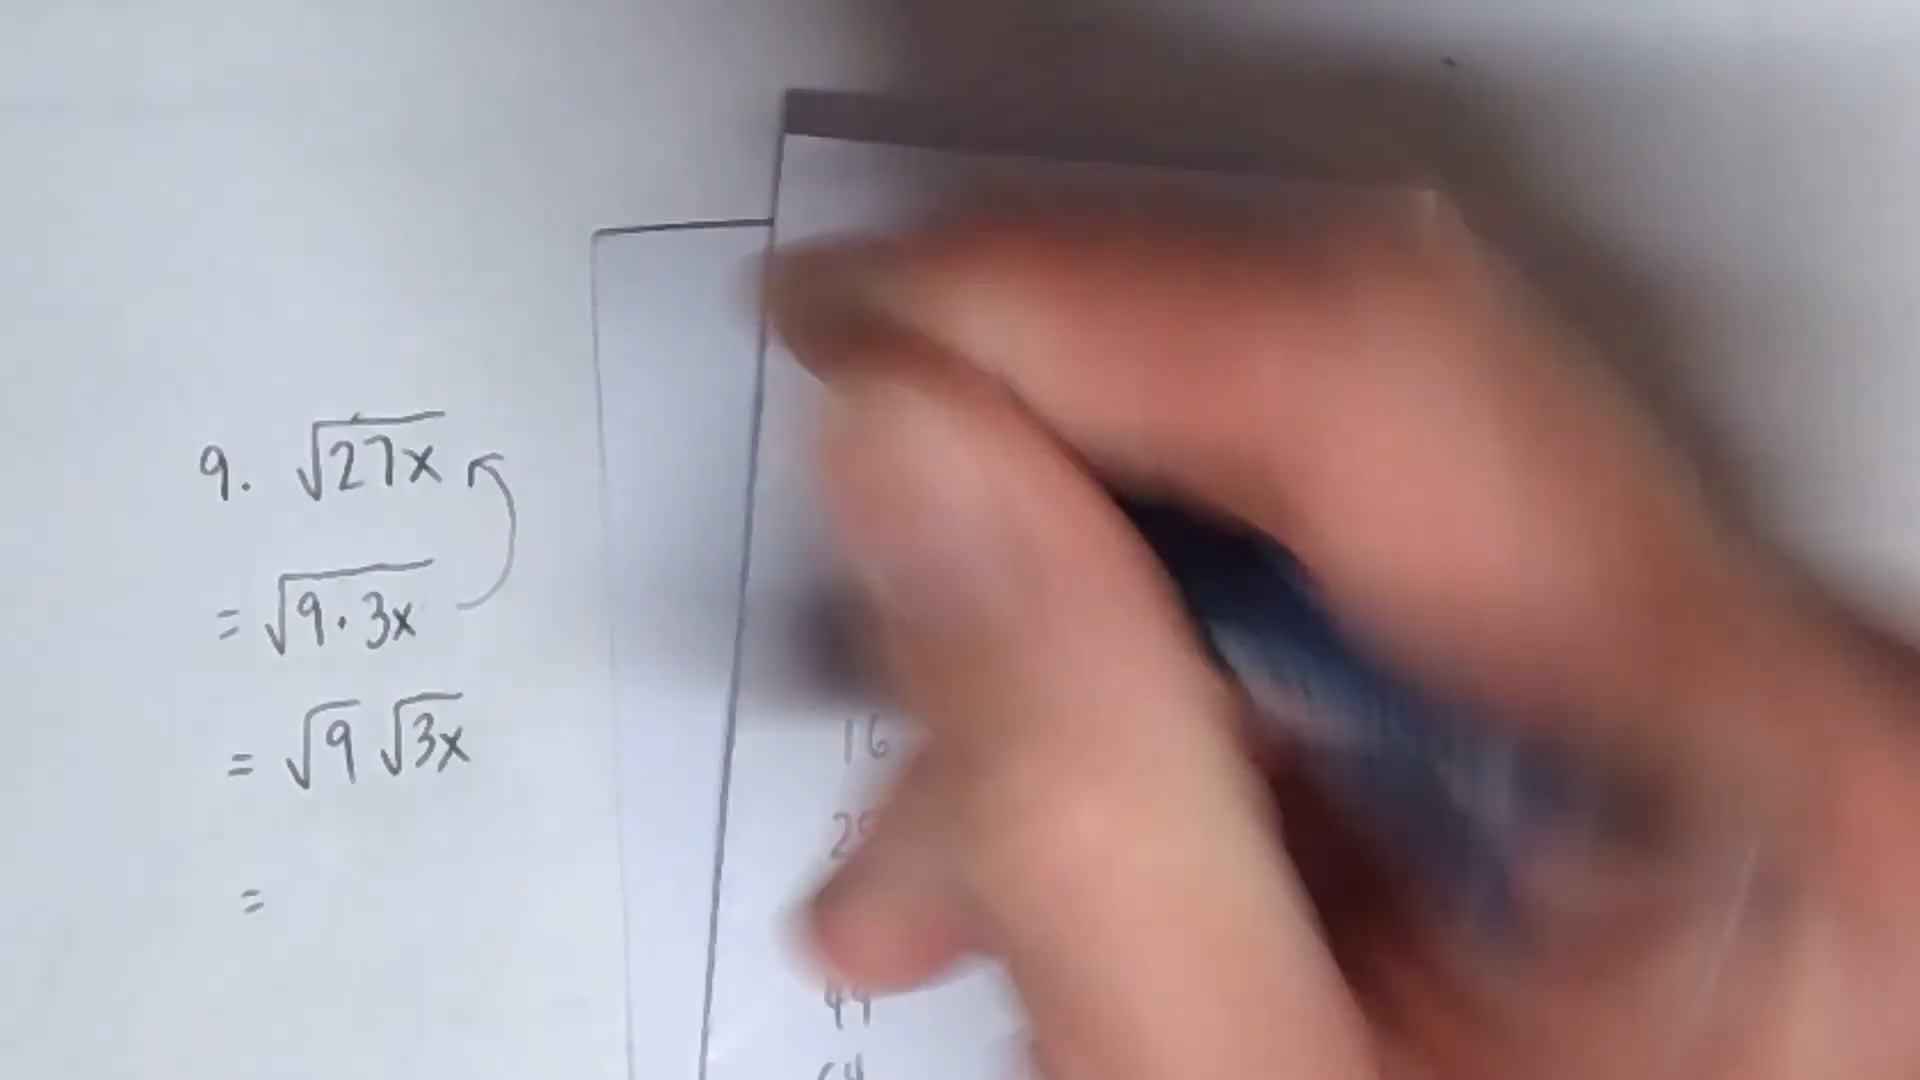 9. √27x
= √9·3x
= √9 √3x
=
16
49